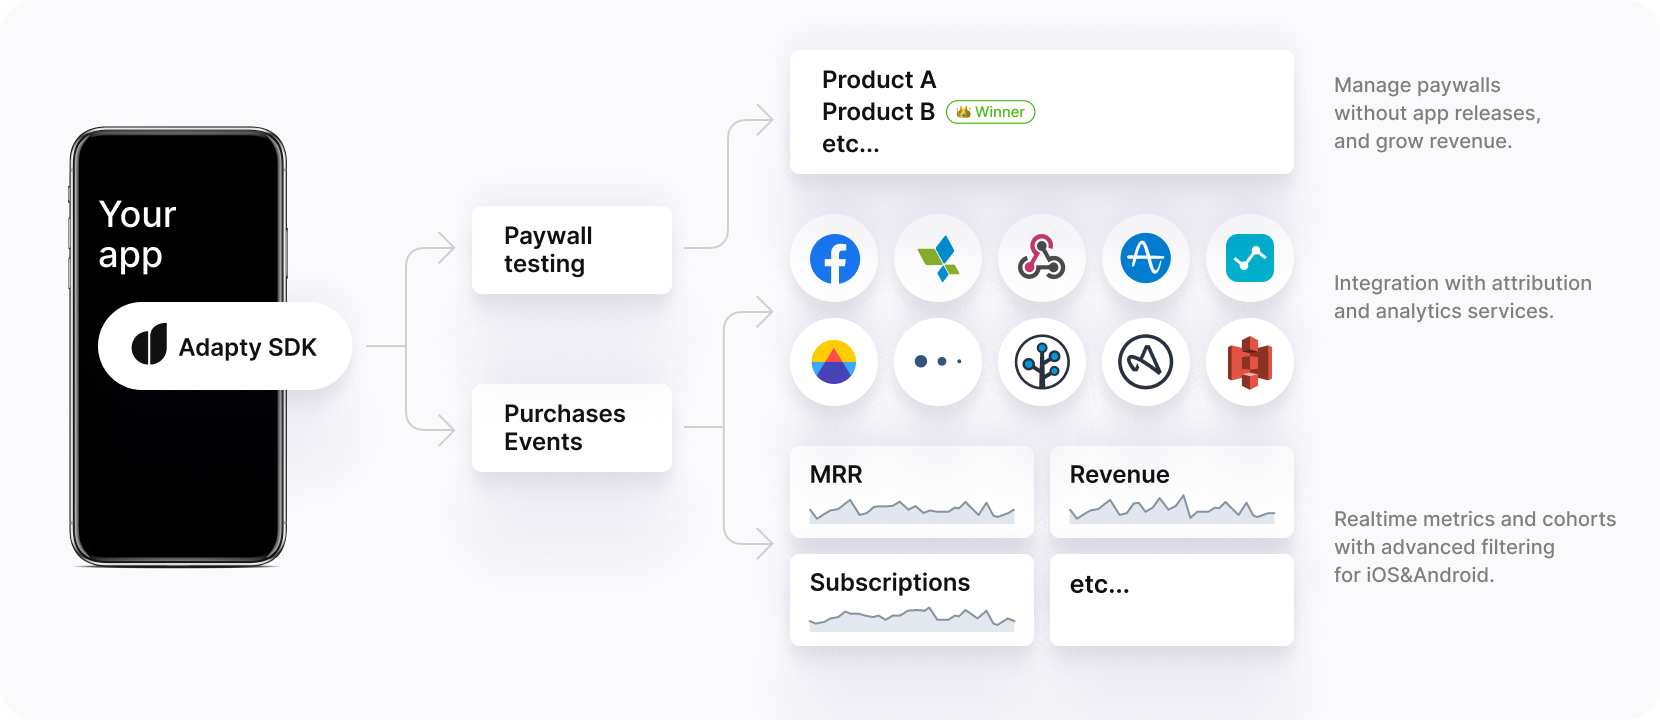 Your
app
Adapty SDK
Paywall
testing
Purchases
Events
Product A
Product B
Winner
etc...
Manage paywalls
without app releases,
and grow revenue.
Integration with attribution
and analytics services.
MRR
Revenue
Subscriptions
etc...
Realtime metrics and cohorts
with advanced filtering
for iOS&Android.